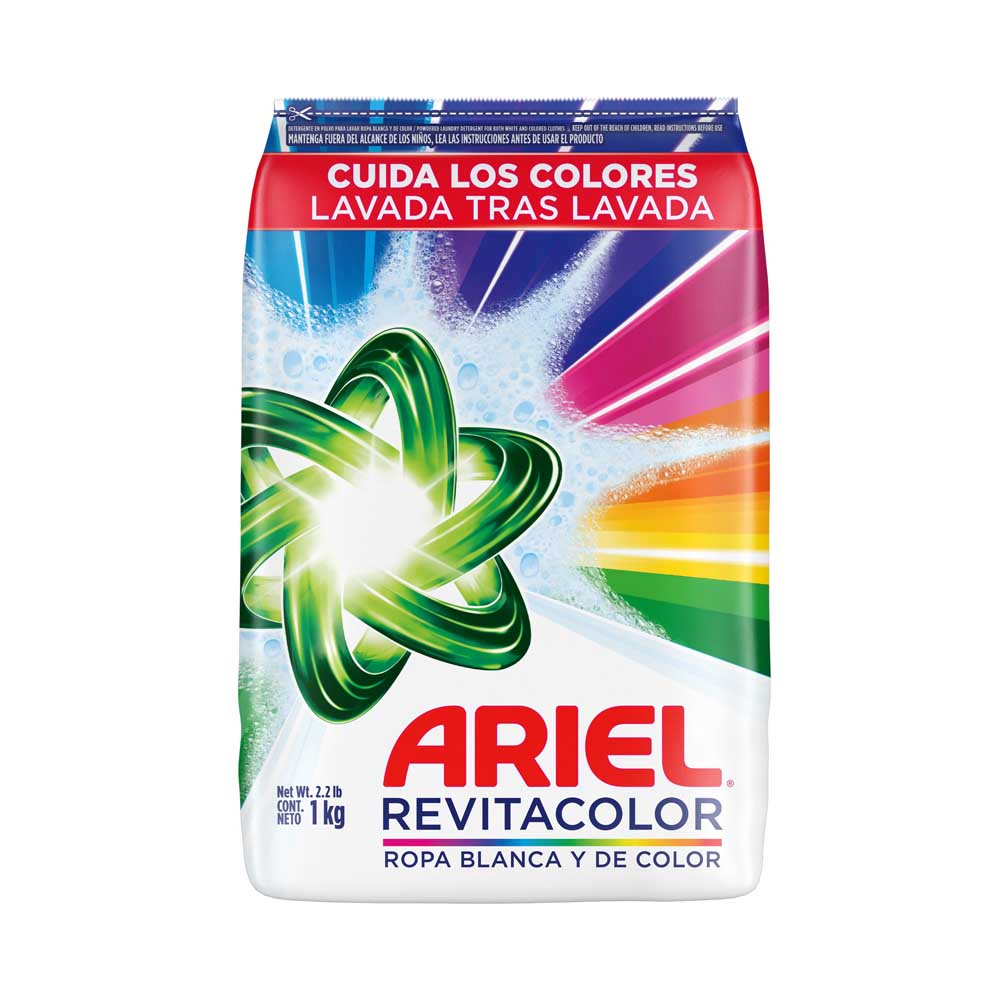 DETERGENTE EN POLVO PARA LAVAR ROPA BLANCA Y DE COLOR / POWDERED LAUNDRY DETERGENT FOR BOTH WHITE AND COLORED CLOTHES
KEEP OUT OF THE REACH OF CHILDREN, READ INSTRUCTIONS BEFORE USE
MANTENGA FUERA DEL ALCANCE DE LOS NIÑOS, LEA LAS INSTRUCCIONES ANTES DE USAR EL PRODUCTO
CUIDA LOS COLORES
LAVADA TRAS LAVADA
ARIEL®
REVITACOLOR
ROPA BLANCA Y DE COLOR
Net Wt. 2.2 lb
CONT. NETO 1 kg